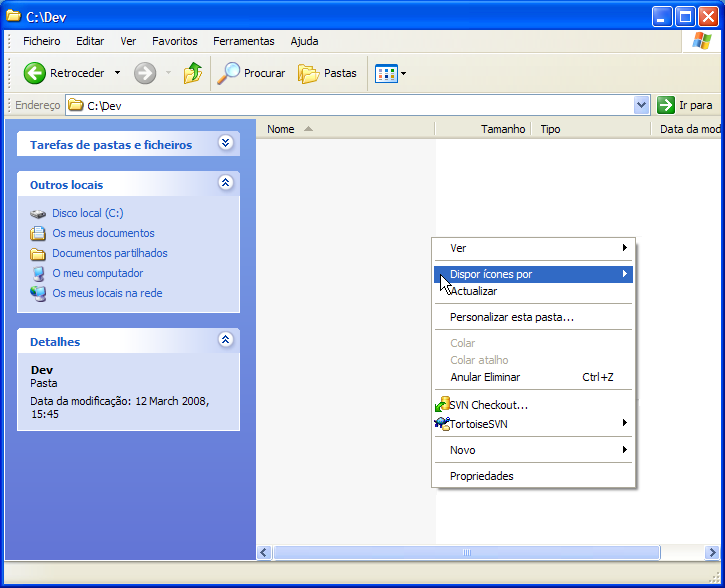 C:\Dev
Ficheiro Editar Ver Favoritos Ferramentas Ajuda
Retroceder Procurar Pastas
Endereço C:\Dev Ir para
Nome Tamanho Tipo Data da mod
Tarefas de pastas e ficheiros
Outros locais
Disco local (C:)
Os meus documentos
Documentos partilhados
O meu computador
Os meus locais na rede
Detalhes
Dev
Pasta
Data da modificação: 12 March 2008,
15:45
Ver
Dispor ícones por
Actualizar
Personalizar esta pasta...
Colar
Colar atalho
Anular Eliminar Ctrl+Z
SVN Checkout...
TortoiseSVN
Novo
Propriedades